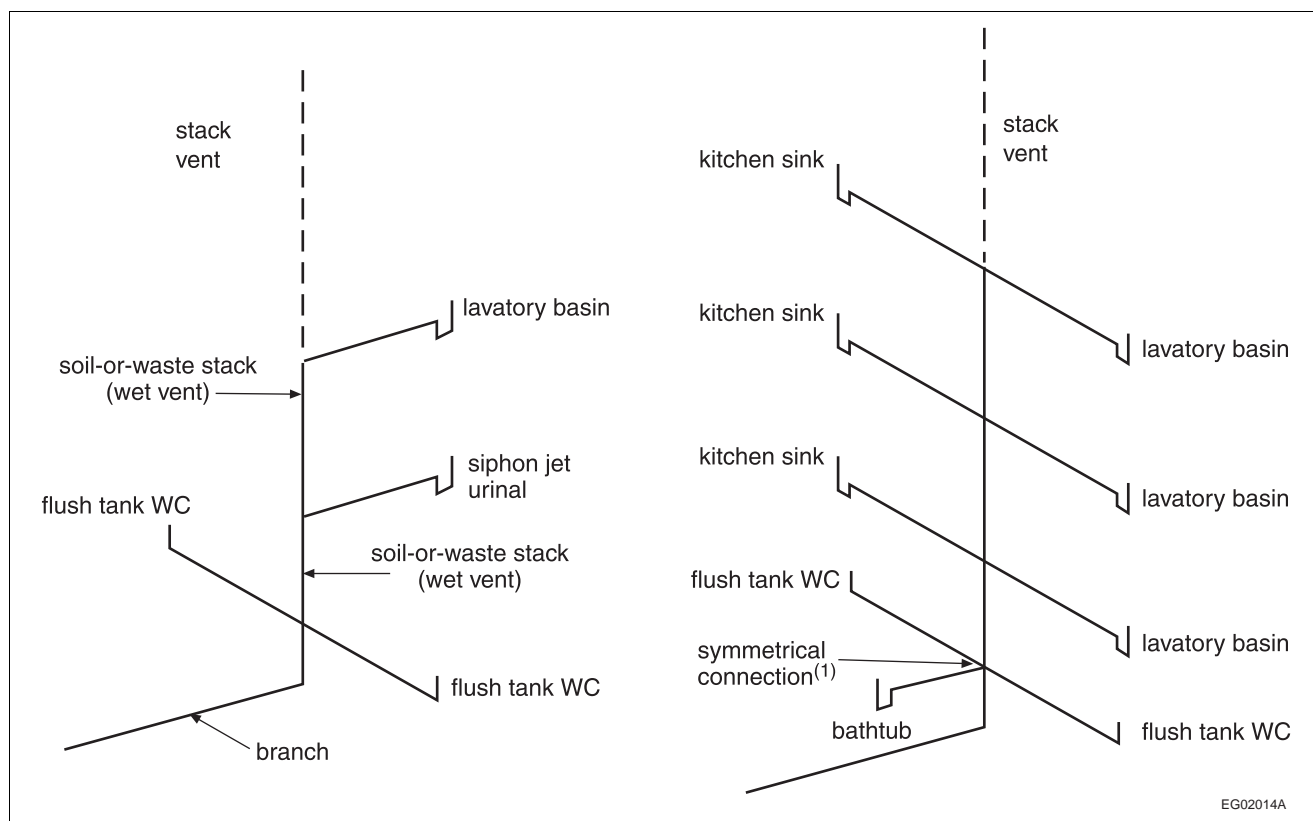 stack
vent
lavatory basin
soil-or-waste stack
(wet vent)
siphon jet
urinal
flush tank WC
soil-or-waste stack
(wet vent)
flush tank WC
branch
stack
vent
kitchen sink
kitchen sink
lavatory basin
kitchen sink
lavatory basin
flush tank WC
lavatory basin
symmetrical
connection(1)
bathtub
flush tank WC
EG02014A